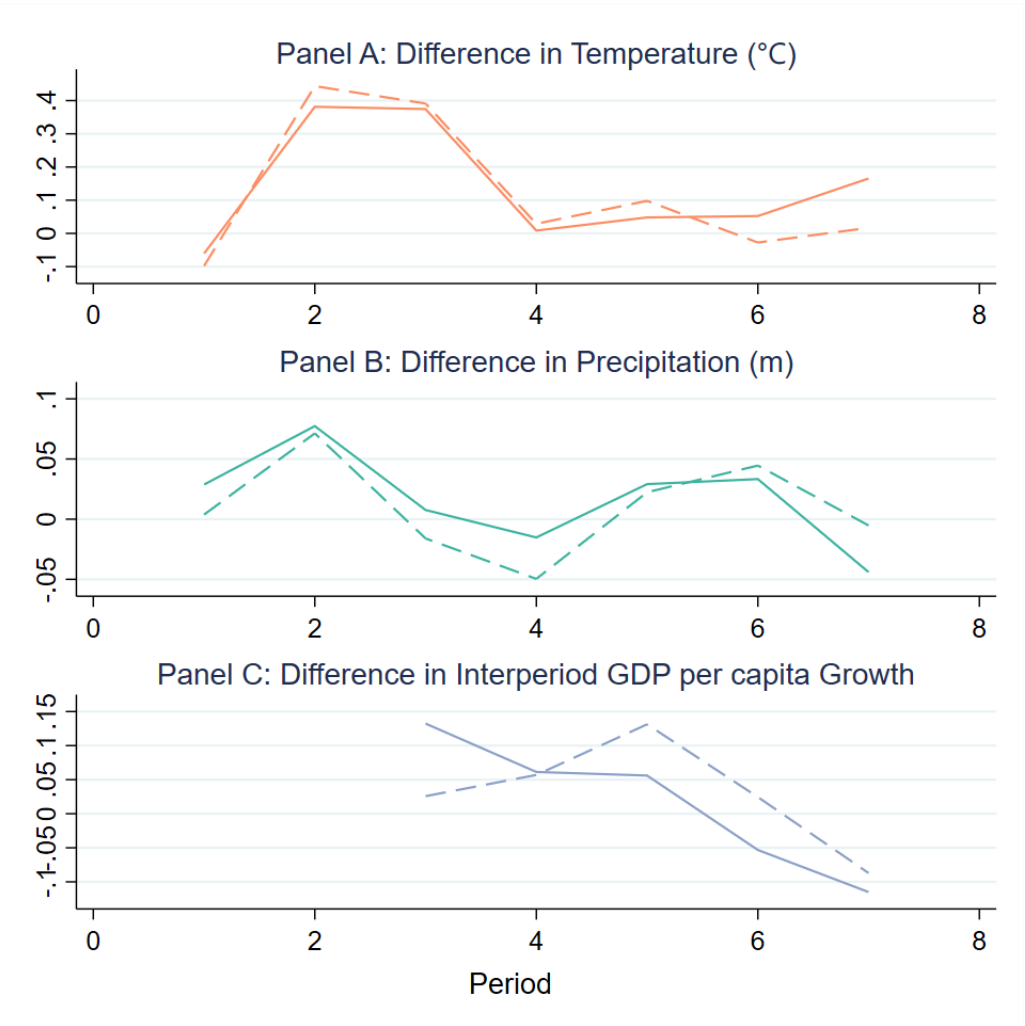 Panel A: Difference in Temperature (°C)
.4
.3
.2
.1
0
-.1
0 2 4 6 8
Panel B: Difference in Precipitation (m)
.1
.05
0
-.05
0 2 4 6 8
Panel C: Difference in Interperiod GDP per capita Growth
.15
.1
.05
0
-.05
-.1
0 2 4 6 8
Period